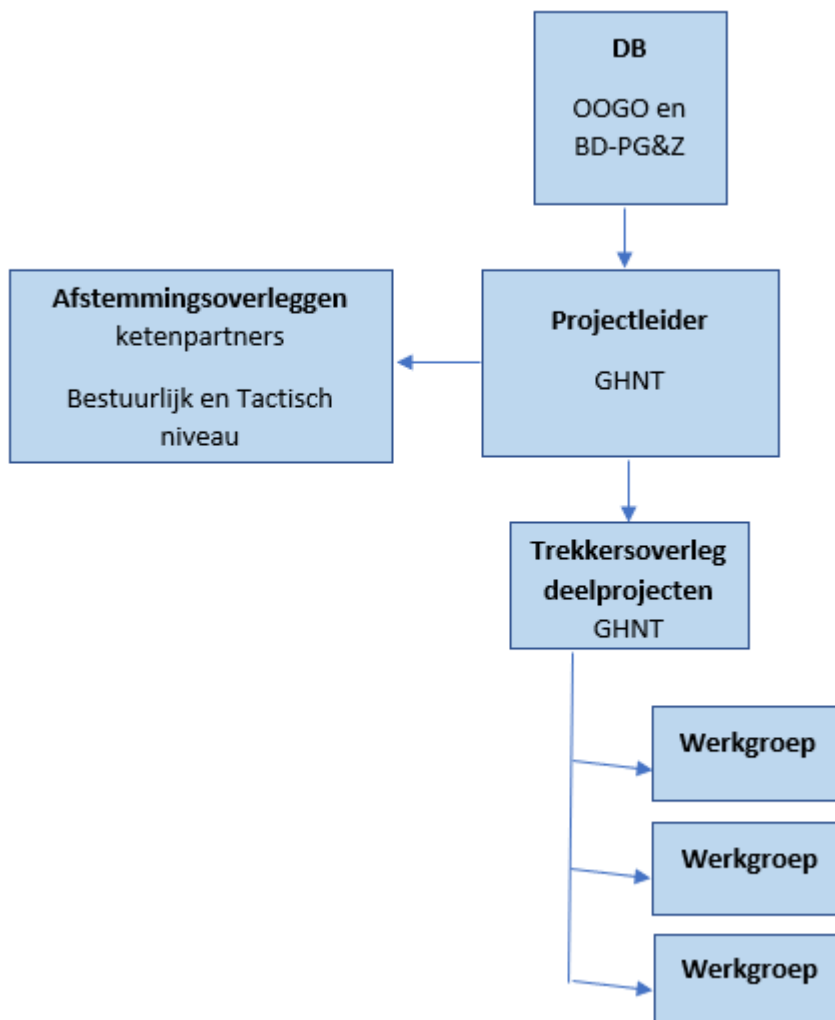 DB
OOGO en
BD-PG&Z
Afstemmingsoverleggen
ketenpartners
Bestuurlijk en Tactisch
niveau
Projectleider
GHNT
Trekkersoverleg
deelprojecten
GHNT
Werkgroep
Werkgroep
Werkgroep